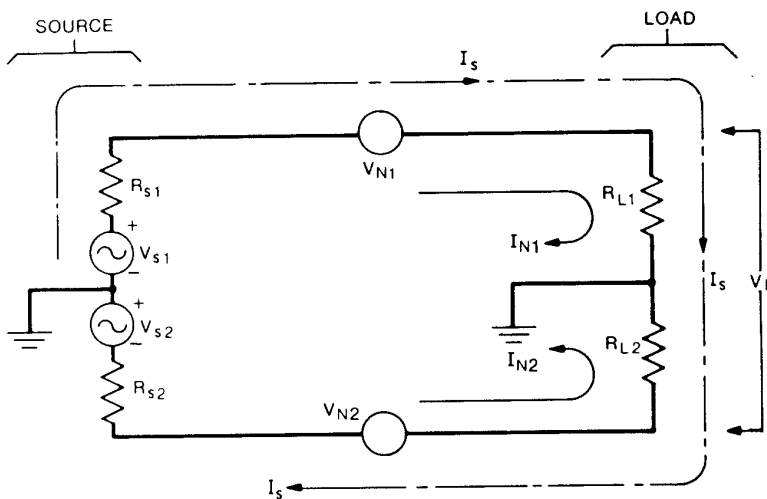 SOURCE
LOAD
Is
VN1
Rs1
RL1
+
Vs1
−
IN1
Is
+
Vs2
−
RL2
IN2
Rs2
VN2
Is